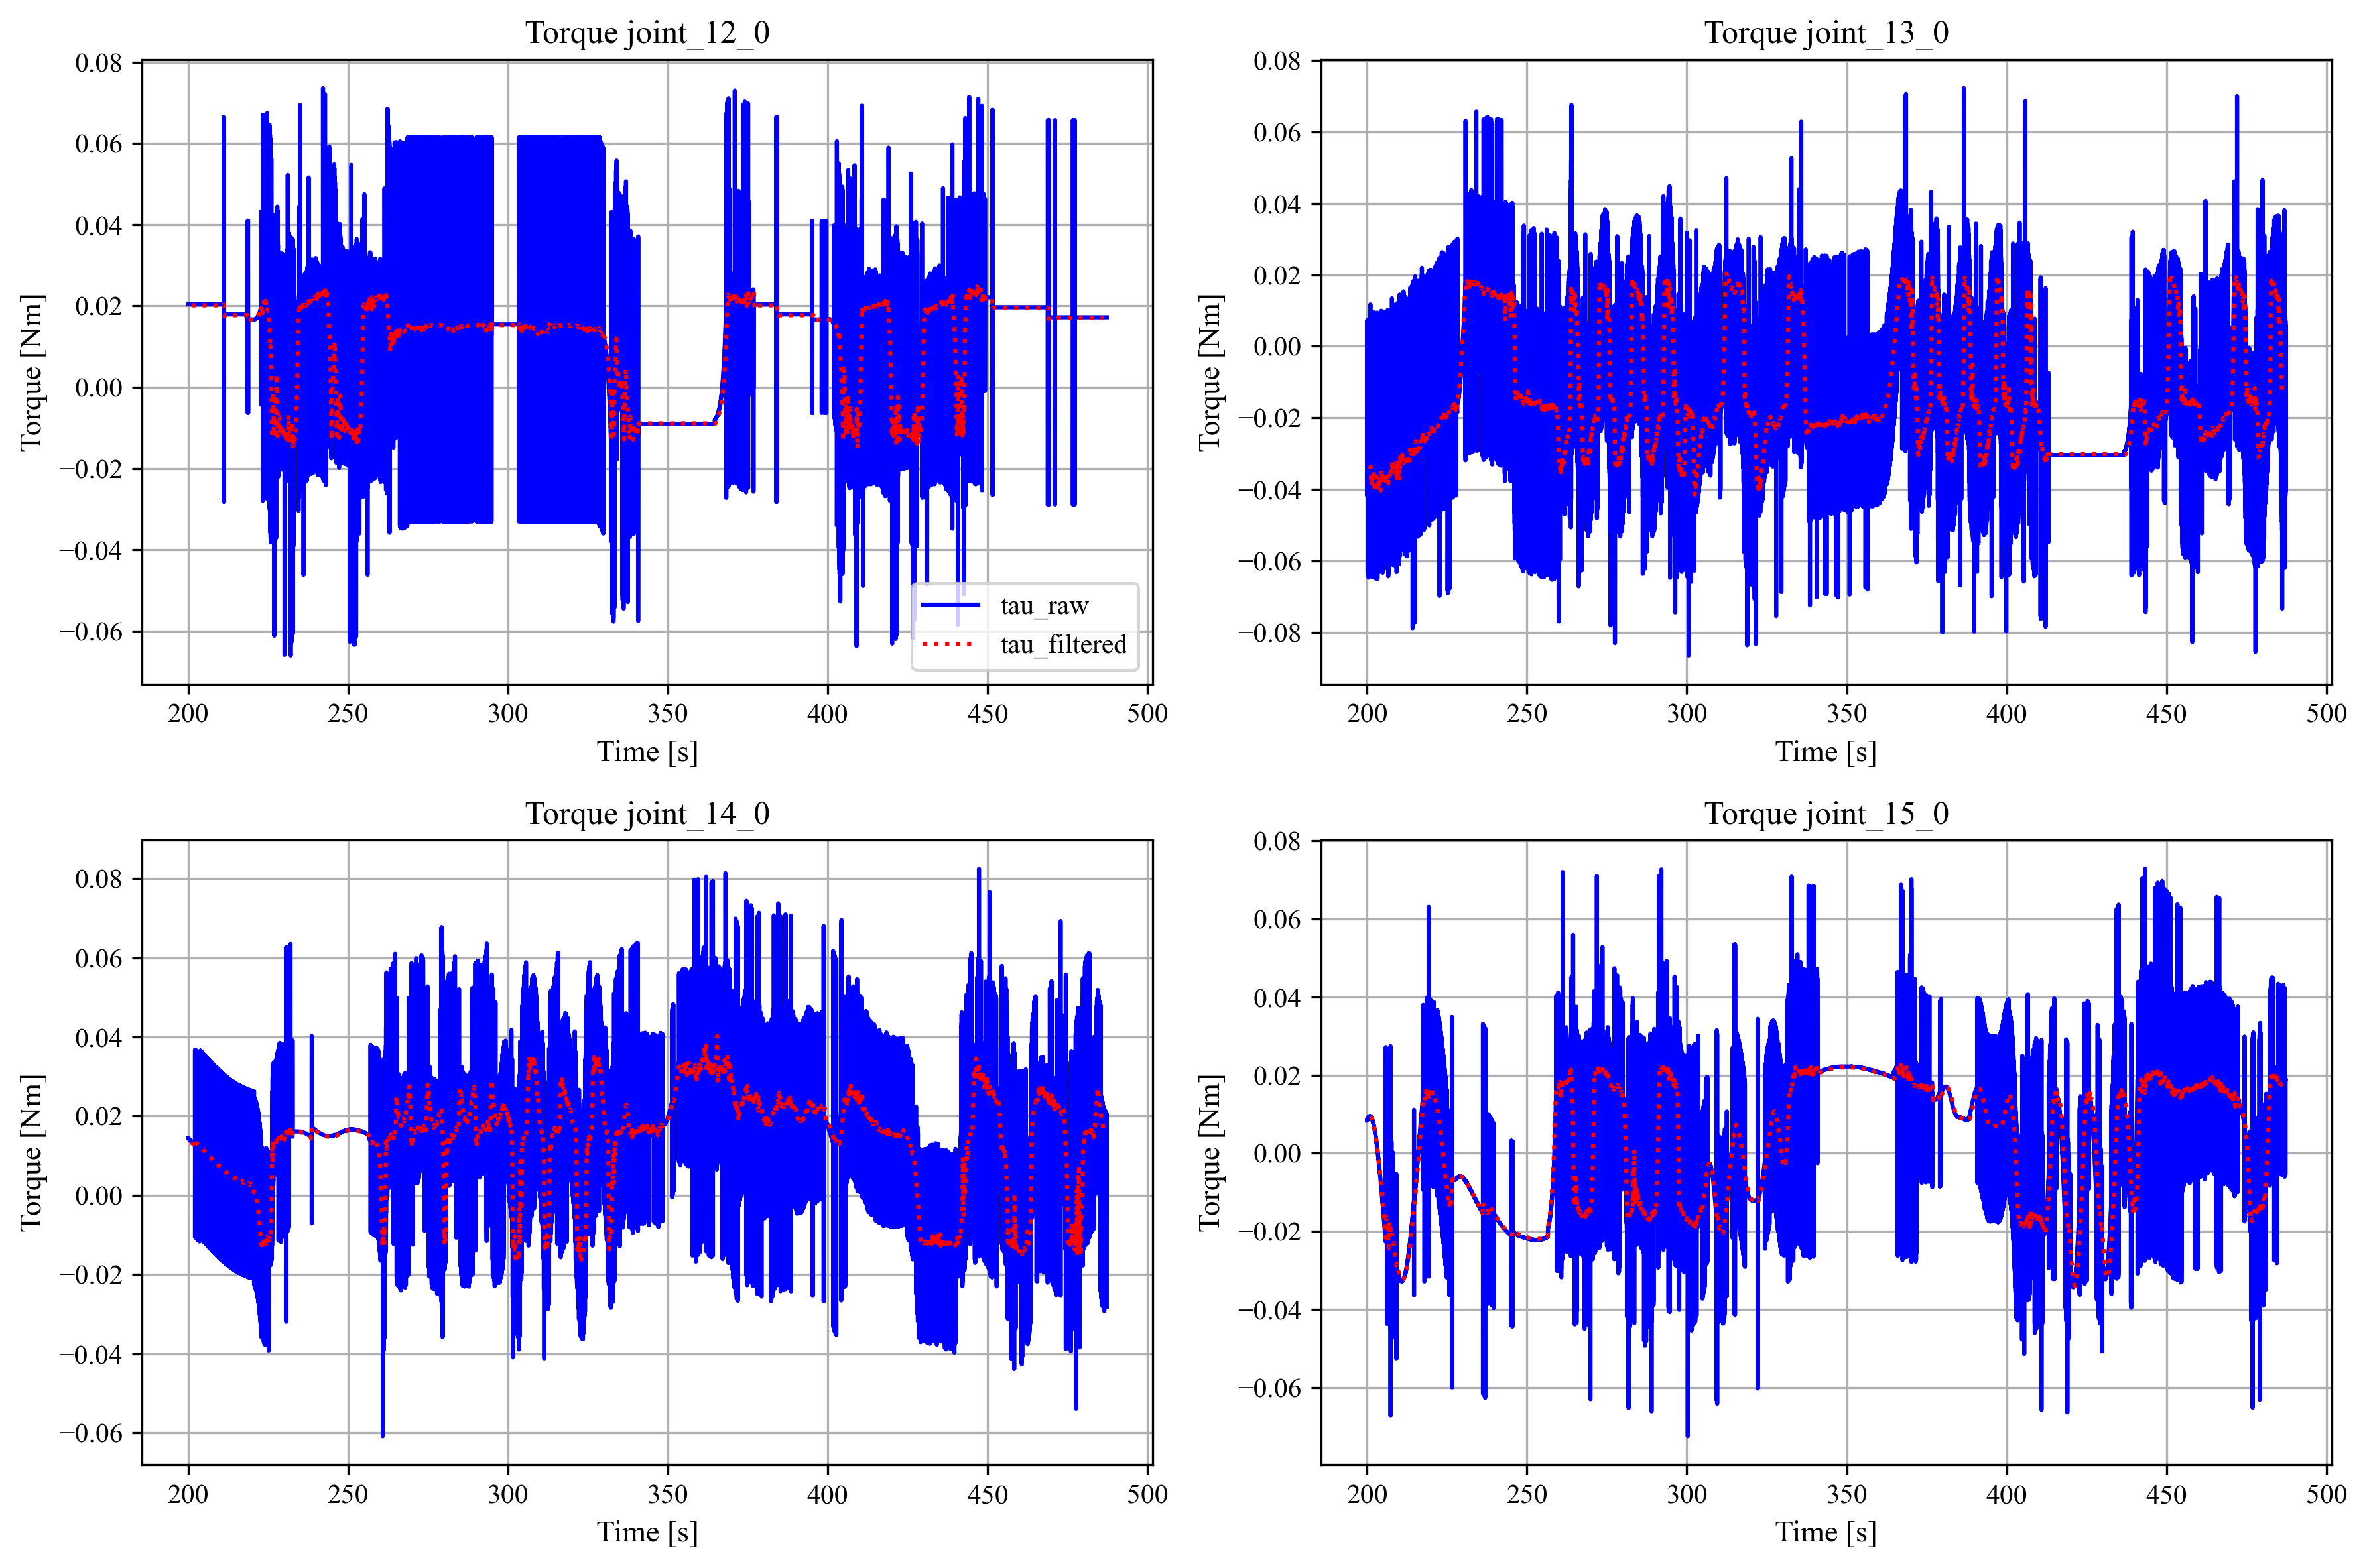 Torque joint_12_0
0.08
0.06
0.04
0.02
0.00
−0.02
−0.04
−0.06
Torque [Nm]
tau_raw
tau_filtered
200 250 300 350 400 450 500
Time [s]
Torque joint_13_0
0.08
0.06
0.04
0.02
0.00
−0.02
−0.04
−0.06
−0.08
Torque [Nm]
200 250 300 350 400 450 500
Time [s]
Torque joint_14_0
0.08
0.06
0.04
0.02
0.00
−0.02
−0.04
−0.06
Torque [Nm]
200 250 300 350 400 450 500
Time [s]
Torque joint_15_0
0.08
0.06
0.04
0.02
0.00
−0.02
−0.04
−0.06
Torque [Nm]
200 250 300 350 400 450 500
Time [s]